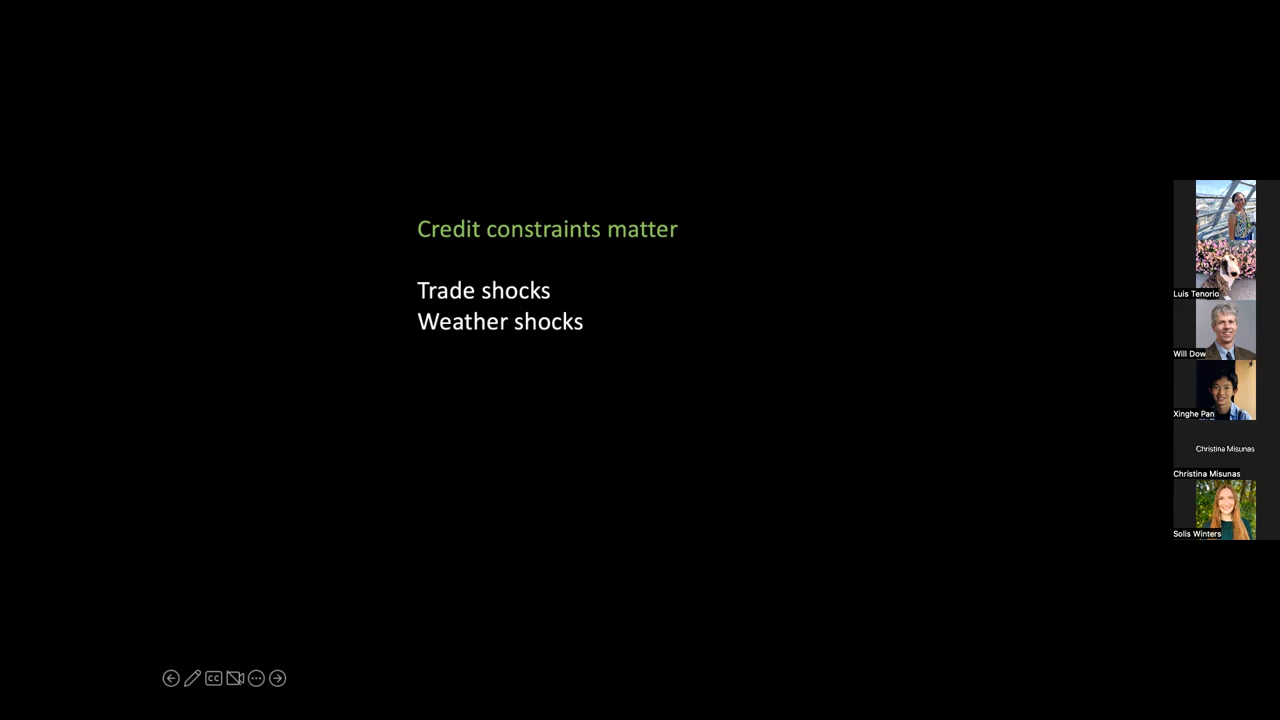 Credit constraints matter
Trade shocks
Weather shocks
Luis Tenorio
Will Dow
Xinghe Pan
Christina Misunas
Christina Misunas
Solis Winters
CC